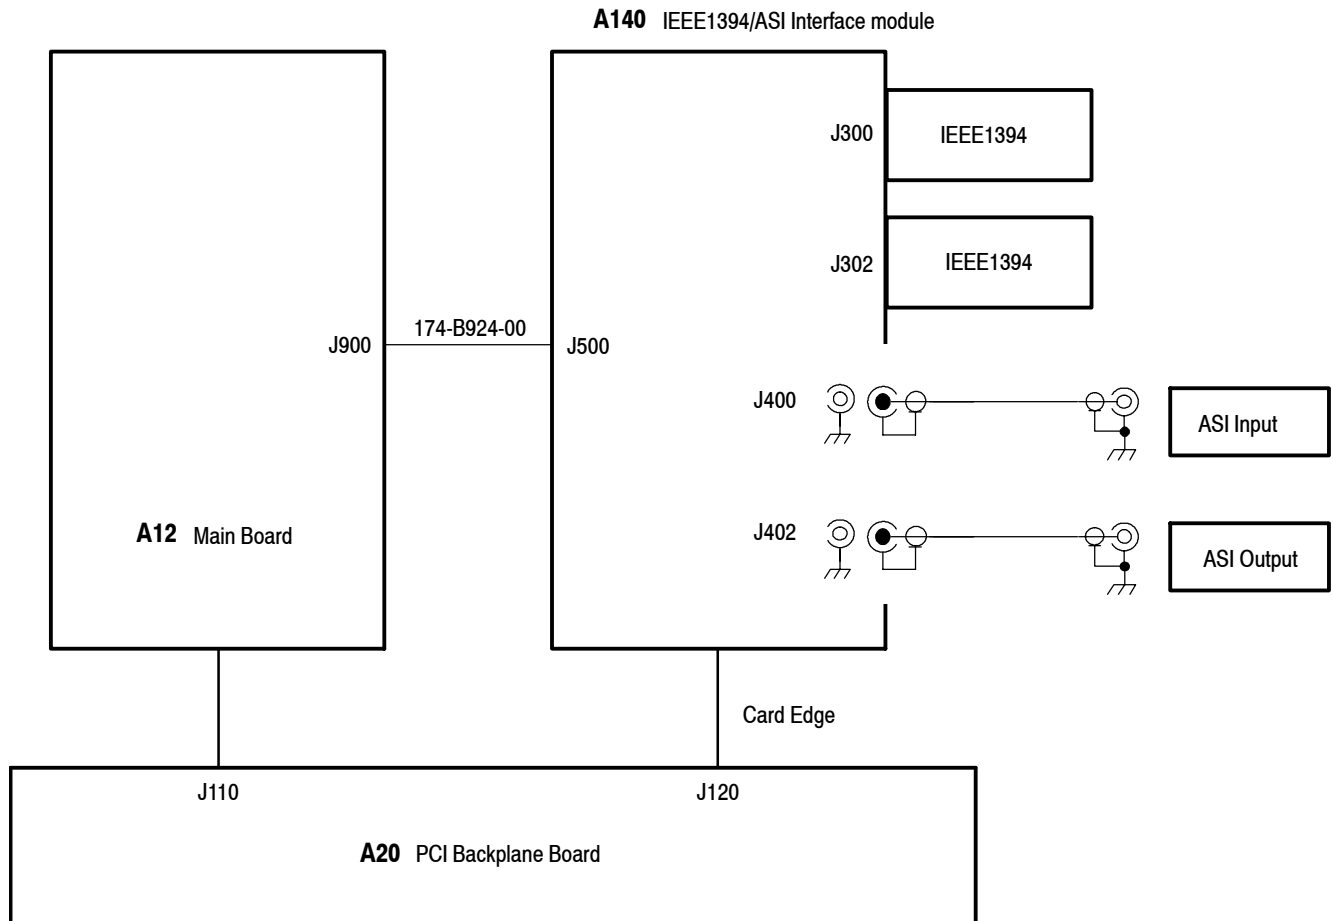 A140 IEEE1394/ASI Interface module
J300
IEEE1394
J302
IEEE1394
J900
174-B924-00
J500
J400
ASI Input
A12 Main Board
J402
ASI Output
Card Edge
J110
J120
A20 PCI Backplane Board